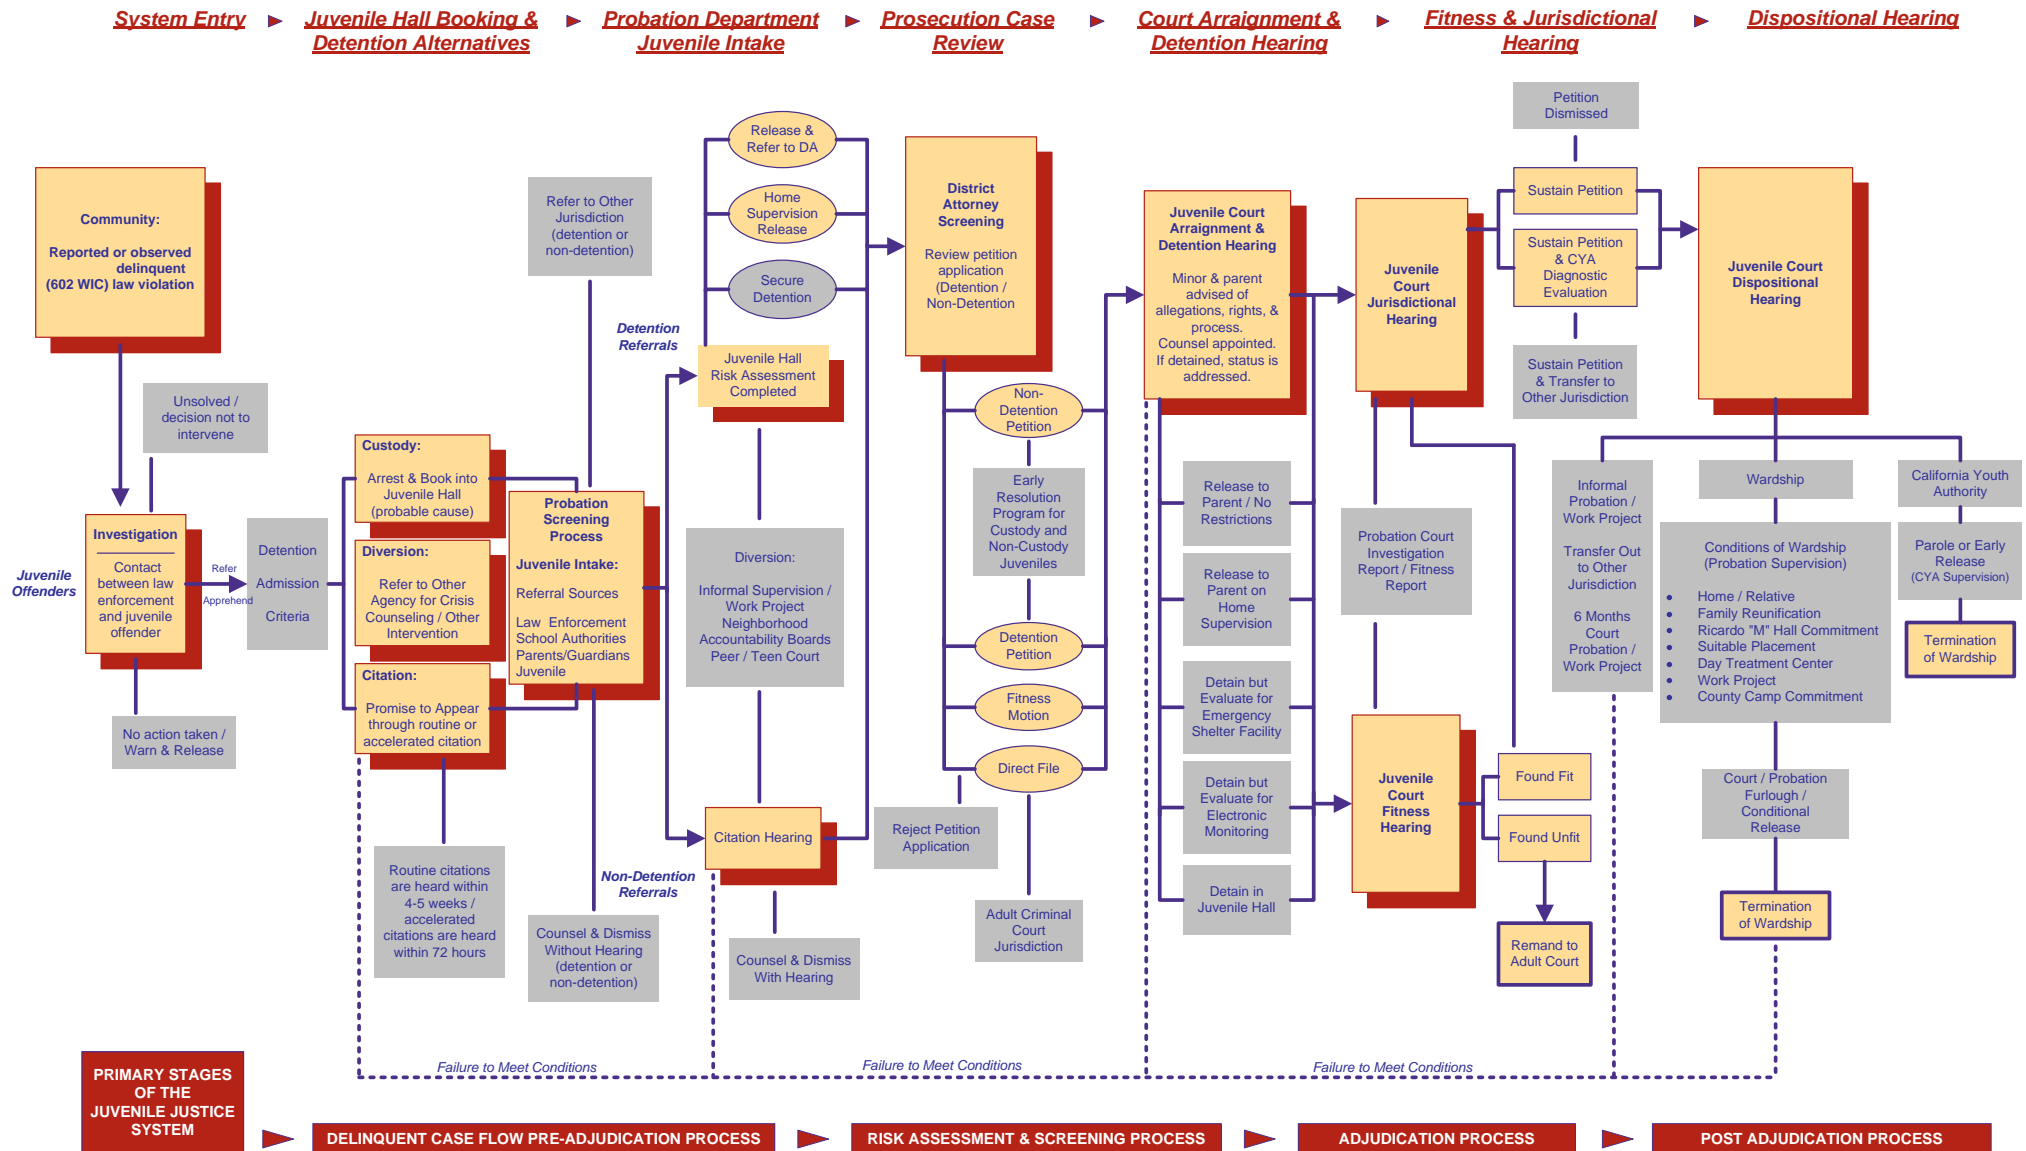 System Entry
Juvenile Hall Booking &
Detention Alternatives
Probation Department
Juvenile Intake
Prosecution Case
Review
Court Arraignment &
Detention Hearing
Fitness & Jurisdictional
Hearing
Dispositional Hearing
Community:
Reported or observed
delinquent
(602 WIC) law violation
Unsolved /
decision not to
intervene
Juvenile
Offenders
Investigation
Contact
between law
enforcement
and juvenile
offender
No action taken /
Warn & Release
Refer
Apprehend
Detention
Admission
Criteria
Custody:
Arrest & Book into
Juvenile Hall
(probable cause)
Diversion:
Refer to Other
Agency for Crisis
Counseling / Other
Intervention
Citation:
Promise to Appear
through routine or
accelerated citation
Routine citations
are heard within
4-5 weeks /
accelerated
citations are heard
within 72 hours
Refer to Other
Jurisdiction
(detention or
non-detention)
Probation
Screening
Process
Juvenile Intake:
Referral Sources
Law Enforcement
School Authorities
Parents/Guardians
Juvenile
Counsel & Dismiss
Without Hearing
(detention or
non-detention)
Detention
Referrals
Non-Detention
Referrals
Release &
Refer to DA
Home
Supervision
Release
Secure
Detention
Juvenile Hall
Risk Assessment
Completed
Diversion:
Informal Supervision /
Work Project
Neighborhood
Accountability Boards
Peer / Teen Court
Citation Hearing
Counsel & Dismiss
With Hearing
District
Attorney
Screening
Review petition
application
(Detention /
Non-Detention
Non-
Detention
Petition
Early
Resolution
Program for
Custody and
Non-Custody
Juveniles
Detention
Petition
Fitness
Motion
Direct File
Reject Petition
Application
Adult Criminal
Court
Jurisdiction
Juvenile Court
Arraignment &
Detention Hearing
Minor & parent
advised of
allegations, rights, &
process.
Counsel appointed.
If detained, status is
addressed.
Release to
Parent / No
Restrictions
Release to
Parent on
Home
Supervision
Detain but
Evaluate for
Emergency
Shelter Facility
Detain but
Evaluate for
Electronic
Monitoring
Detain in
Juvenile Hall
Juvenile
Court
Jurisdictional
Hearing
Probation Court
Investigation
Report / Fitness
Report
Juvenile
Court
Fitness
Hearing
Petition
Dismissed
Sustain Petition
Sustain Petition
& CYA
Diagnostic
Evaluation
Sustain Petition
& Transfer to
Other Jurisdiction
Found Fit
Found Unfit
Remand to
Adult Court
Juvenile Court
Dispositional
Hearing
Informal
Probation /
Work Project
Transfer Out
to Other
Jurisdiction
6 Months
Court
Probation /
Work Project
Wardship
Conditions of Wardship
(Probation Supervision)
• Home / Relative
• Family Reunification
• Ricardo "M" Hall Commitment
• Suitable Placement
• Day Treatment Center
• Work Project
• County Camp Commitment
Court / Probation
Furlough /
Conditional
Release
Termination
of Wardship
California Youth
Authority
Parole or Early
Release
(CYA Supervision)
Termination
of Wardship
Failure to Meet Conditions
Failure to Meet Conditions
Failure to Meet Conditions
PRIMARY STAGES
OF THE
JUVENILE JUSTICE
SYSTEM
DELINQUENT CASE FLOW PRE-ADJUDICATION PROCESS
RISK ASSESSMENT & SCREENING PROCESS
ADJUDICATION PROCESS
POST ADJUDICATION PROCESS